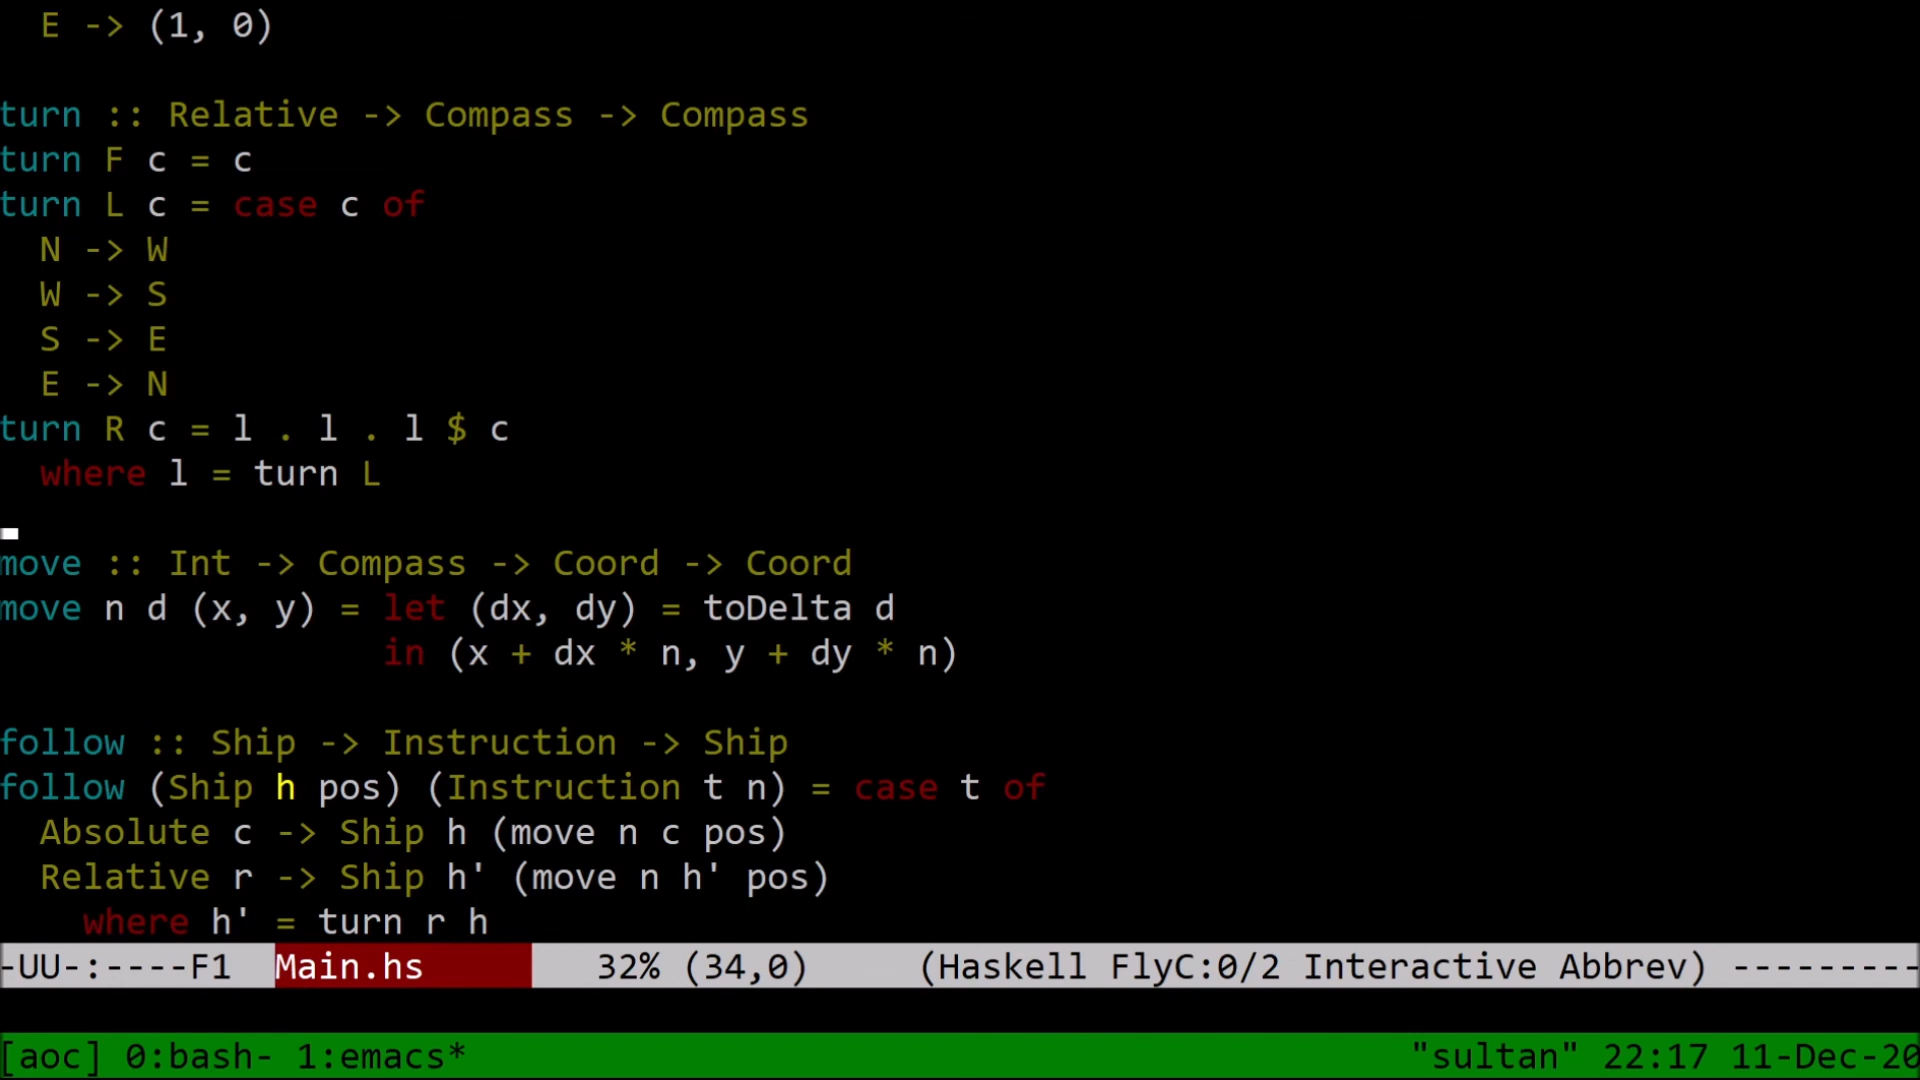 E -> (1, 0)

turn :: Relative -> Compass -> Compass
turn F c = c
turn L c = case c of
  N -> W
  W -> S
  S -> E
  E -> N
turn R c = l . l . l $ c
  where l = turn L

move :: Int -> Compass -> Coord -> Coord
move n d (x, y) = let (dx, dy) = toDelta d
                  in (x + dx * n, y + dy * n)

follow :: Ship -> Instruction -> Ship
follow (Ship h pos) (Instruction t n) = case t of
  Absolute c -> Ship h (move n c pos)
  Relative r -> Ship h' (move n h' pos)
    where h' = turn r h
-UU-:----F1  Main.hs        32% (34,0)     (Haskell FlyC:0/2 Interactive Abbrev) ---------
[aoc] 0:bash- 1:emacs* "sultan" 22:17 11-Dec-20